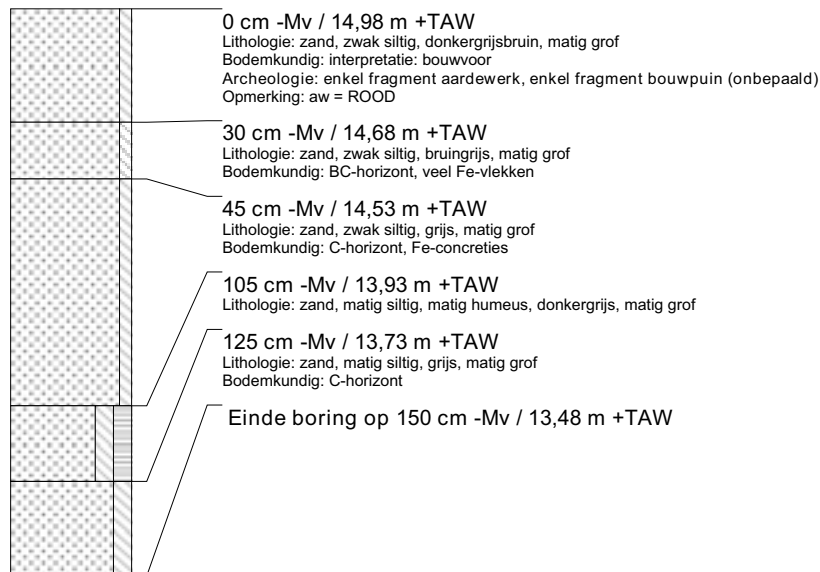 0 cm -Mv / 14,98 m +TAW
Lithologie: zand, zwak siltig, donkergrijsbruin, matig grof
Bodemkundig: interpretatie: bouwvoor
Archeologie: enkel fragment aardewerk, enkel fragment bouwpuin (onbepaald)
Opmerking: aw = ROOD
30 cm -Mv / 14,68 m +TAW
Lithologie: zand, zwak siltig, bruingrijs, matig grof
Bodemkundig: BC-horizont, veel Fe-vlekken
45 cm -Mv / 14,53 m +TAW
Lithologie: zand, zwak siltig, grijs, matig grof
Bodemkundig: C-horizont, Fe-concreties
105 cm -Mv / 13,93 m +TAW
Lithologie: zand, matig siltig, matig humeus, donkergrijs, matig grof
125 cm -Mv / 13,73 m +TAW
Lithologie: zand, matig siltig, grijs, matig grof
Bodemkundig: C-horizont
Einde boring op 150 cm -Mv / 13,48 m +TAW